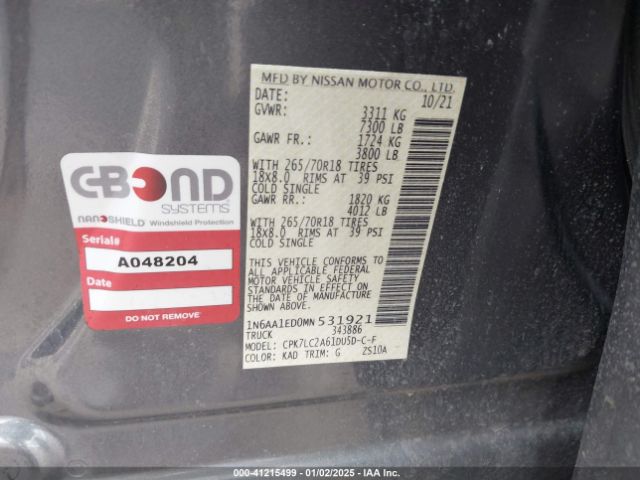 C-BOND
SYSTEMS
NANOSHIELD Windshield Protection
Serial#
A048204
Date
DO NOT REMOVE
MFD BY NISSAN MOTOR CO., LTD.
DATE: 10/21
GVWR: 3311 KG
7300 LB
GAWR FR.: 1724 KG
3800 LB
WITH 265/70R18 TIRES
18X8.0 RIMS AT 39 PSI
COLD SINGLE
GAWR RR.: 1820 KG
4012 LB
WITH 265/70R18 TIRES
18X8.0 RIMS AT 39 PSI
COLD SINGLE
THIS VEHICLE CONFORMS TO
ALL APPLICABLE FEDERAL
MOTOR VEHICLE SAFETY
STANDARDS IN EFFECT ON
THE DATE OF MANUFACTURE
SHOWN ABOVE.
1N6AA1ED0MN531921
TRUCK 343886
MODEL: CPK7LC2A61DUSD-C-F
COLOR: KAD TRIM: G ZS10A
000-41215499 - 01/02/2025 - IAA Inc.